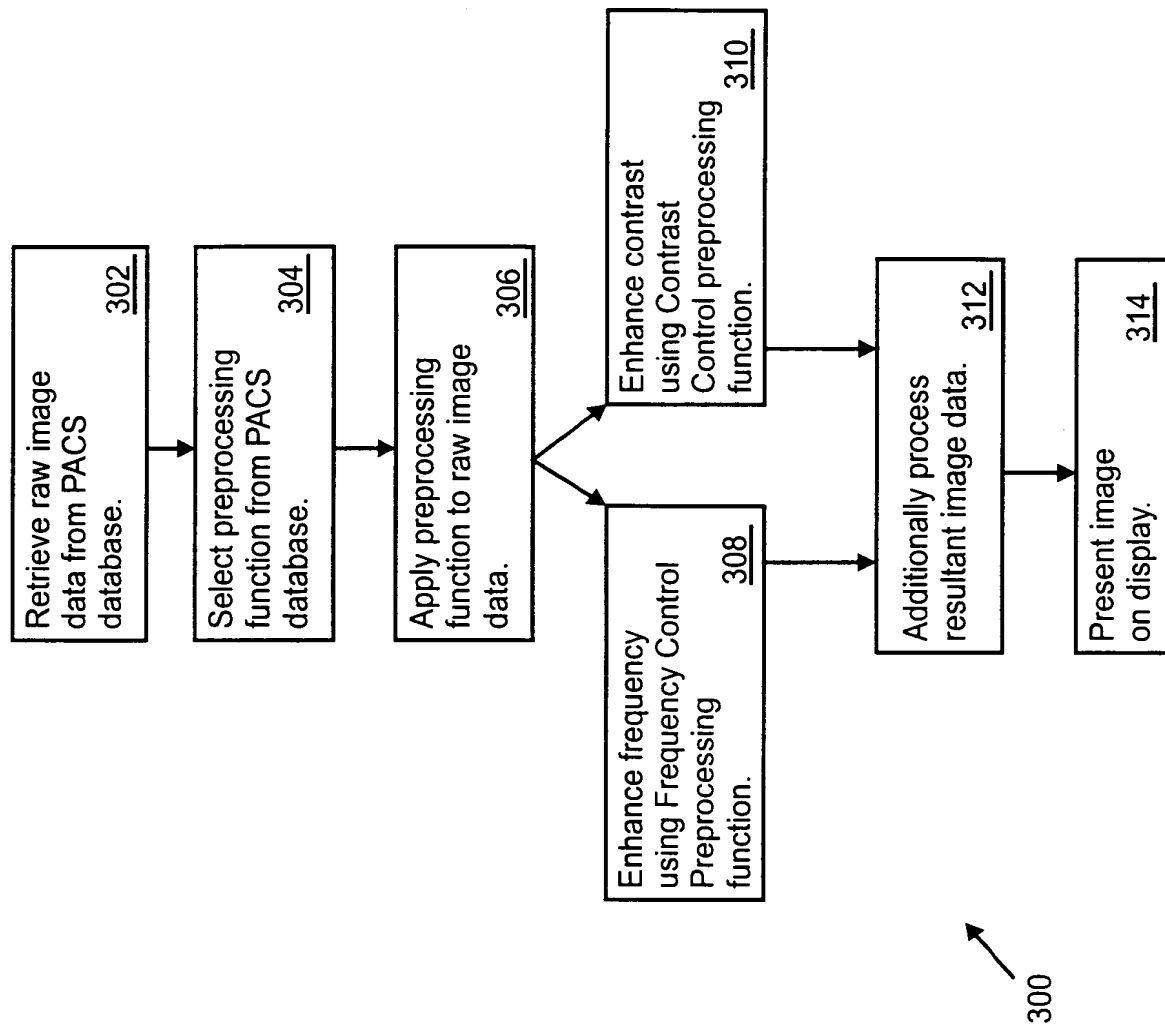 Retrieve raw image
data from PACS
database.
302
Select preprocessing
function from PACS
database.
304
Apply preprocessing
function to raw image
data.
306
Enhance frequency
using Frequency Control
Preprocessing
function.
308
Enhance contrast
using Contrast
Control preprocessing
function.
310
Additionally process
resultant image data.
312
Present image
on display.
314
300